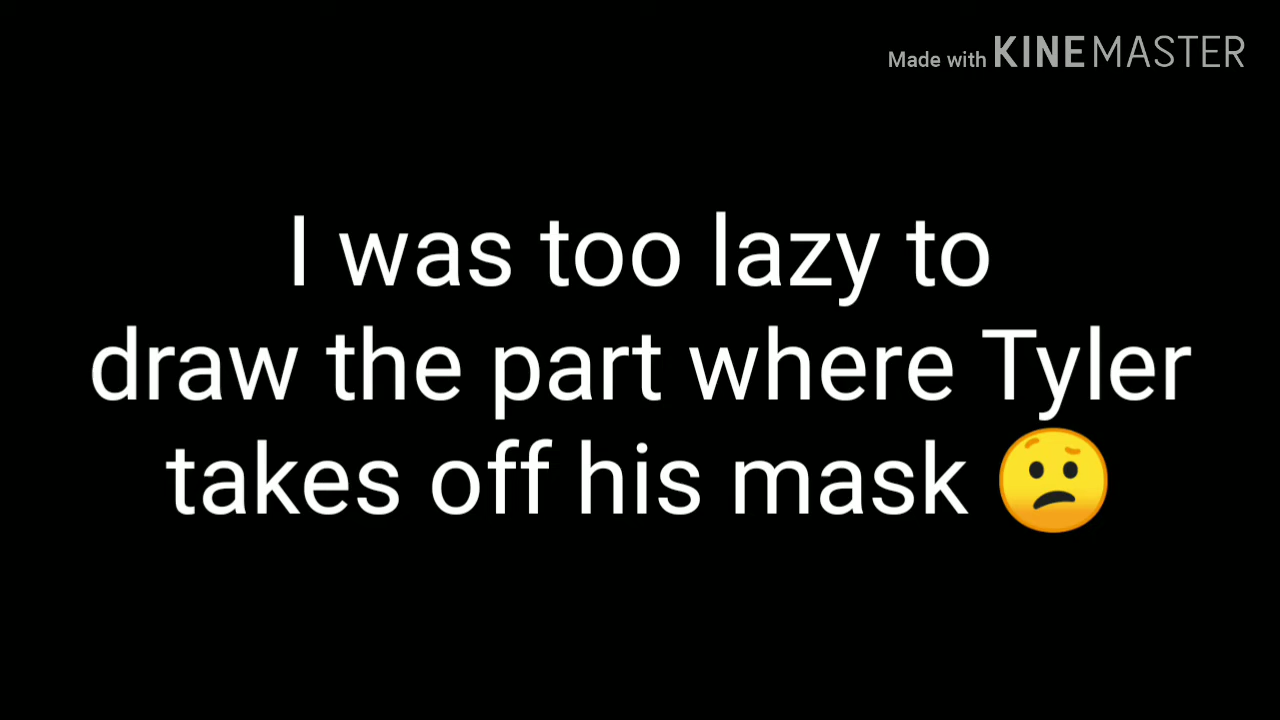 Made with KINEMASTER
I was too lazy to
draw the part where Tyler
takes off his mask 😕